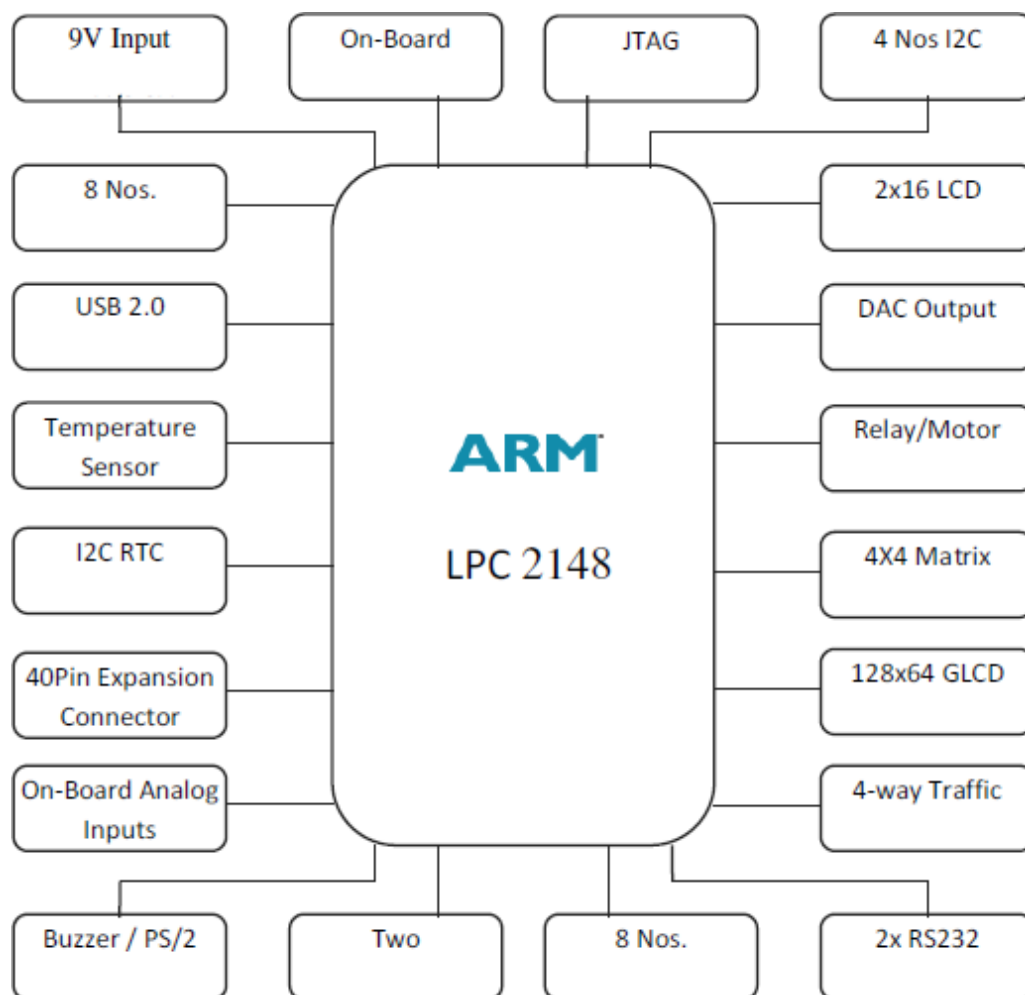 9V Input
On-Board
JTAG
4 Nos I2C
8 Nos.
2x16 LCD
USB 2.0
DAC Output
Temperature
Sensor
Relay/Motor
ARM
I2C RTC
LPC 2148
4X4 Matrix
40Pin Expansion
Connector
128x64 GLCD
On-Board Analog
Inputs
4-way Traffic
Buzzer / PS/2
Two
8 Nos.
2x RS232